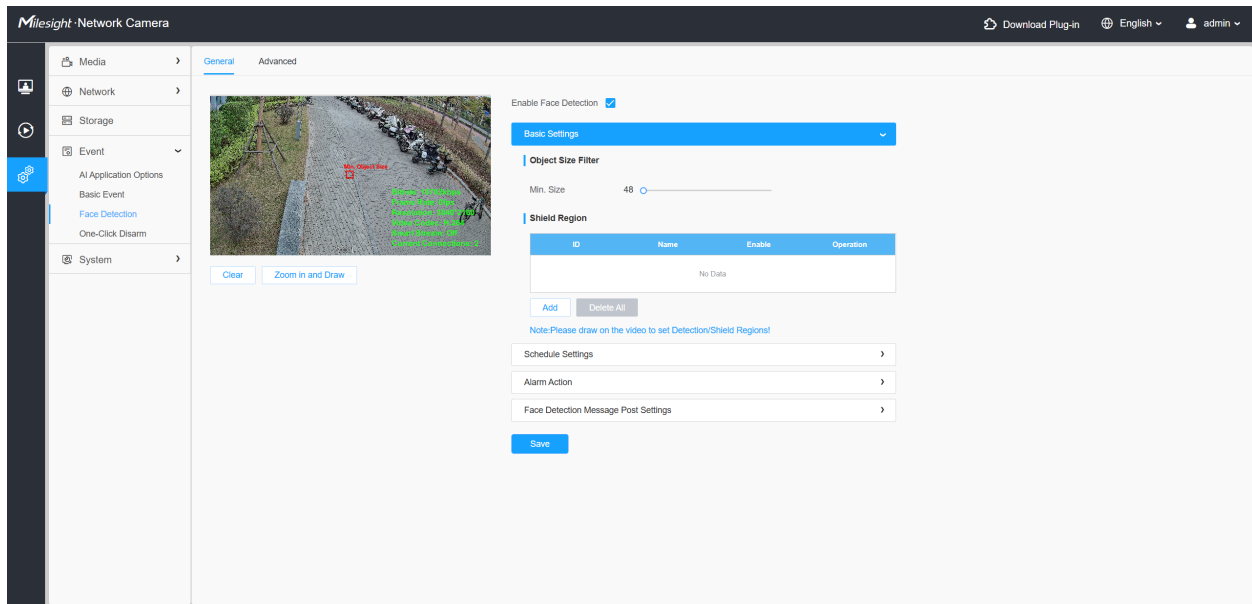 Milesight · Network Camera
Download Plug-in
English
admin
Media
Network
Storage
Event
AI Application Options
Basic Event
Face Detection
One-Click Disarm
System
General
Advanced
Clear
Zoom in and Draw
Enable Face Detection
Basic Settings
Object Size Filter
Min. Size 48
Shield Region
ID Name Enable Operation
No Data
Add Delete All
Note:Please draw on the video to set Detection/Shield Regions!
Schedule Settings
Alarm Action
Face Detection Message Post Settings
Save